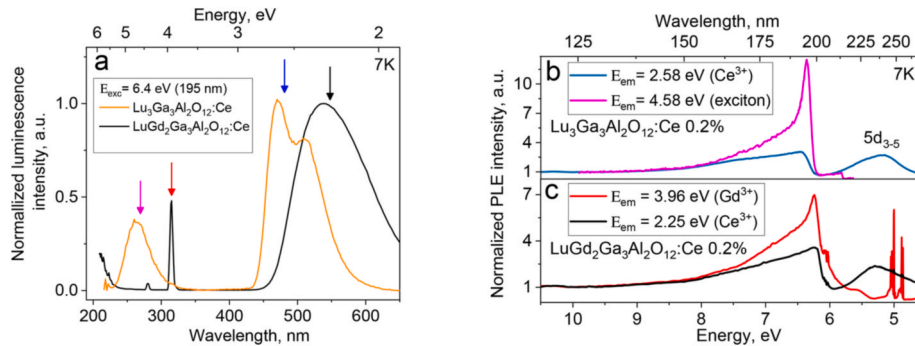 Energy, eV
6 5 4 3 2
a
7K
E_exc= 6.4 eV (195 nm)
Lu₃Ga₃Al₂O₁₂:Ce
LuGd₂Ga₃Al₂O₁₂:Ce
Normallized luminescence
intensity, a.u.
1.0
0.5
0.0
200 300 400 500 600
Wavelength, nm
Wavelength, nm
125 150 175 200 225 250
b
7K
E_em= 2.58 eV (Ce³⁺)
E_em= 4.58 eV (exciton)
Lu₃Ga₃Al₂O₁₂:Ce 0.2%
5d₃₋₅
10
7
4
1
c
E_em= 3.96 eV (Gd³⁺)
E_em= 2.25 eV (Ce³⁺)
LuGd₂Ga₃Al₂O₁₂:Ce 0.2%
7
4
1
Normalized PLE intensity, a.u.
10 9 8 7 6 5
Energy, eV